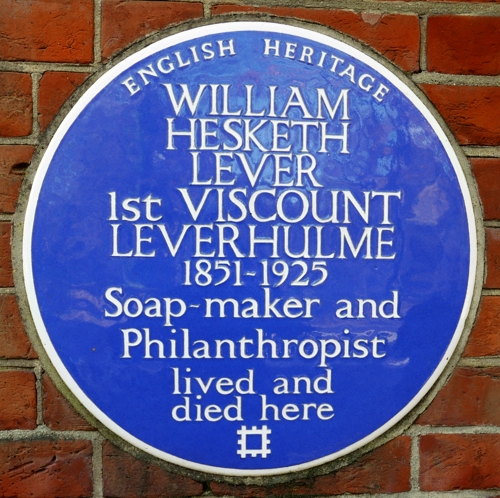 ENGLISH HERITAGE
WILLIAM
HESKETH
LEVER
1st VISCOUNT
LEVERHULME
1851-1925
Soap-maker and
Philanthropist
lived and
died here